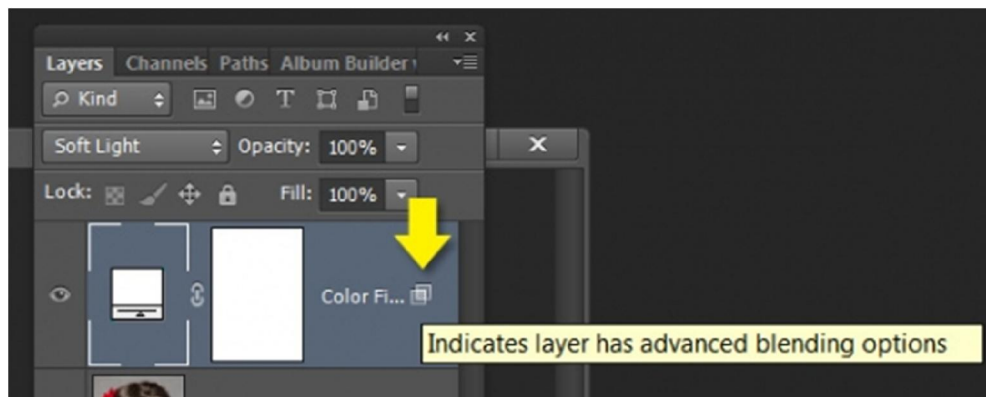 Layers Channels Paths Album Builder
Kind
Soft Light Opacity: 100%
Lock: Fill: 100%
Color Fi...
Indicates layer has advanced blending options